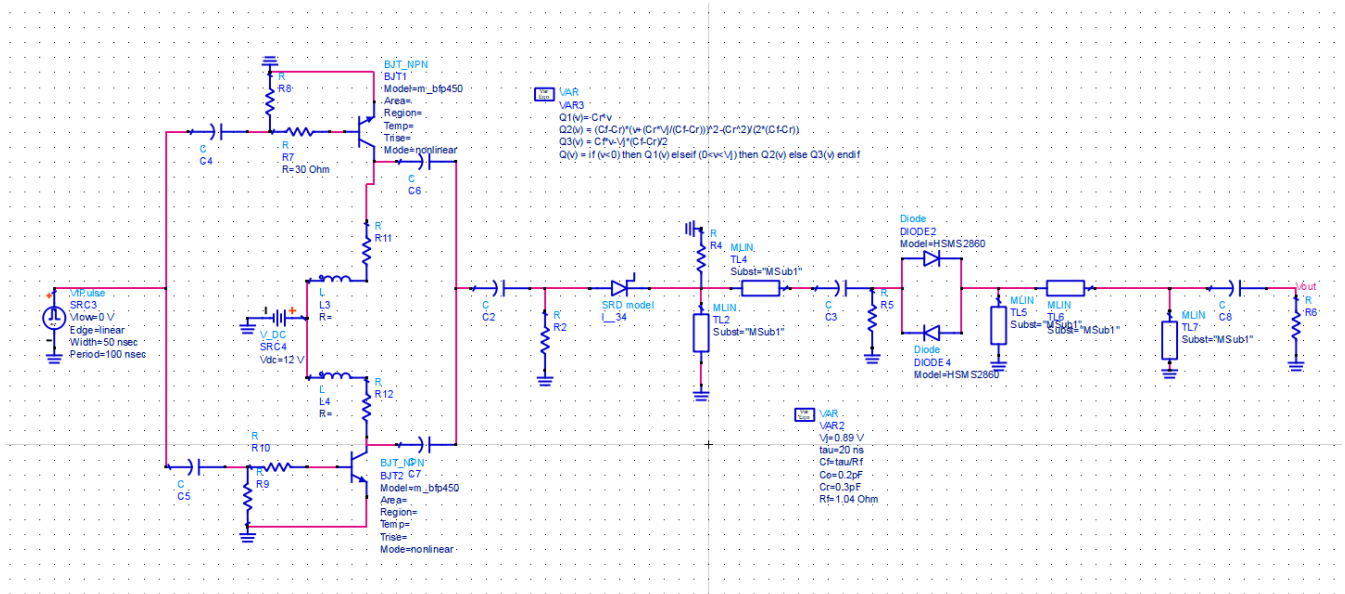 R
R8
BJT_NPN
BJT1
Model=m_bfp450
Area=
Region=
Temp=
Trise=
Mode=nonlinear
C
C4
R
R7
R=30 Ohm
C
C6
VAR
VAR3
Q1(v)=Cr*v
Q2(v) = (Cf-Cr)*(v+(Cr*Vj/(Cf-Cr)))^2-(Cr^2)/(2*(Cf-Cr))
Q3(v) = Cf*v-Vj*(Cf-Cr)/2
Q(v) = if (v<0) then Q1(v) elseif (0<v<Vj) then Q2(v) else Q3(v) endif
R
R11
L
L3
R=
VtPulse
SRC3
Vlow=0 V
Edge=linear
Width=50 nsec
Period=100 nsec
V_DC
SRC4
Vdc=12 V
L
L4
R=
R
R12
C
C2
R
R2
SRD model
I__34
R
R4
MLIN
TL4
Subst="MSub1"
MLIN
TL2
Subst="MSub1"
C
C3
R
R5
Diode
DIODE2
Model=HSMS2860
Diode
DIODE4
Model=HSMS2860
MLIN
TL5
Subst="MSub1"
MLIN
TL6
Subst="MSub1"
MLIN
TL7
Subst="MSub1"
C
C8
Vout
R
R6
VAR
VAR2
Vj=0.89 V
tau=20 ns
Cf=tau/Rf
Co=0.2pF
Cr=0.3pF
Rf=1.04 Ohm
R
R10
C
C5
R
R9
C
C7
BJT_NPN
BJT2
Model=m_bfp450
Area=
Region=
Temp=
Trise=
Mode=nonlinear